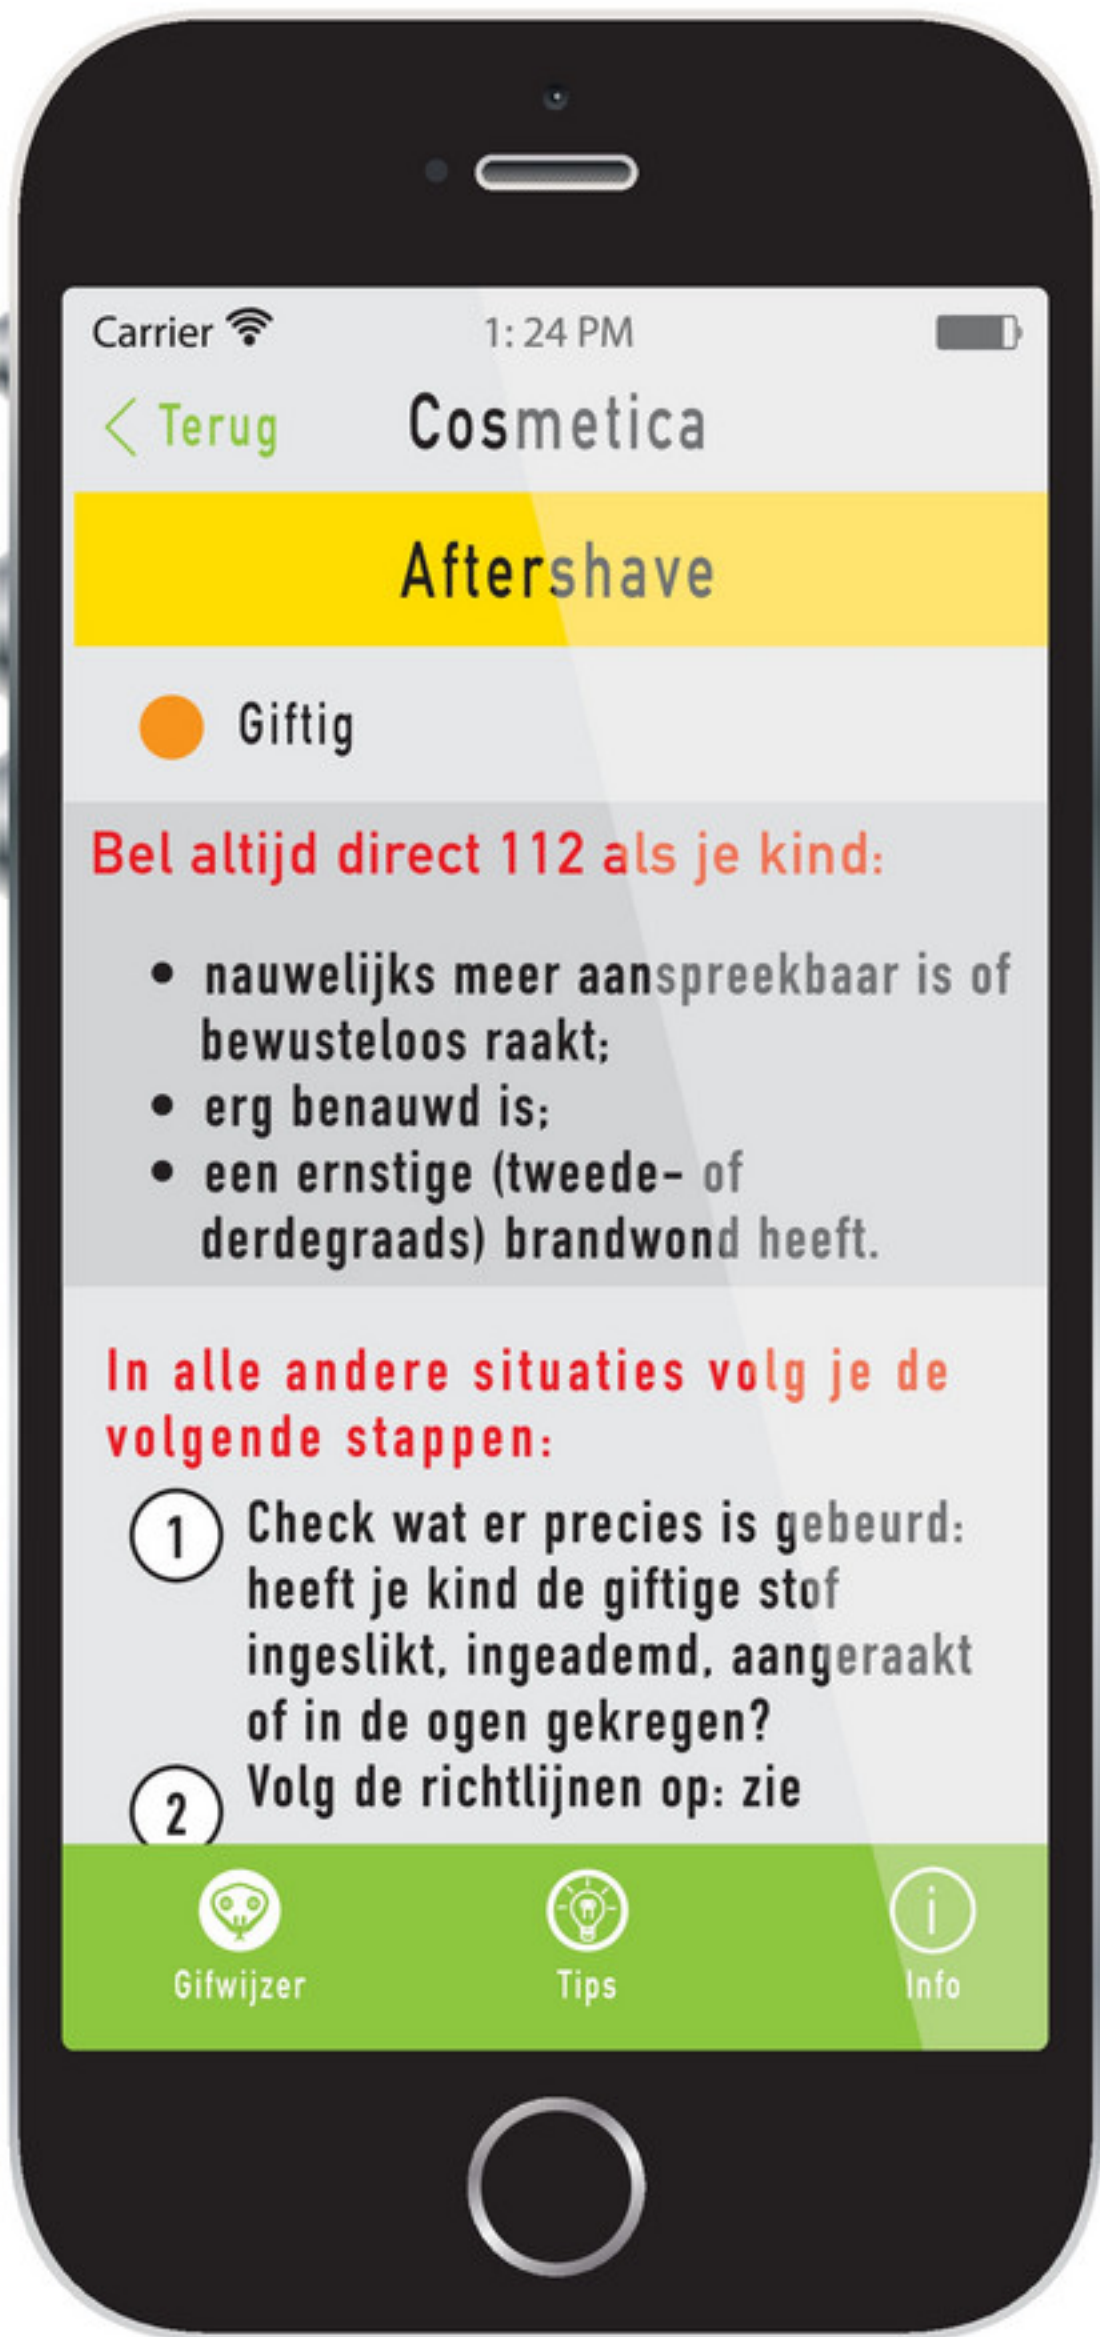 Carrier 1:24 PM
< Terug Cosmetica
Aftershave
Giftig
Bel altijd direct 112 als je kind:
• nauwelijks meer aanspreekbaar is of
bewusteloos raakt;
• erg benauwd is;
• een ernstige (tweede- of
derdegraads) brandwond heeft.
In alle andere situaties volg je de
volgende stappen:
1 Check wat er precies is gebeurd:
heeft je kind de giftige stof
ingeslikt, ingeademd, aangeraakt
of in de ogen gekregen?
2 Volg de richtlijnen op: zie
Gifwijzer Tips Info